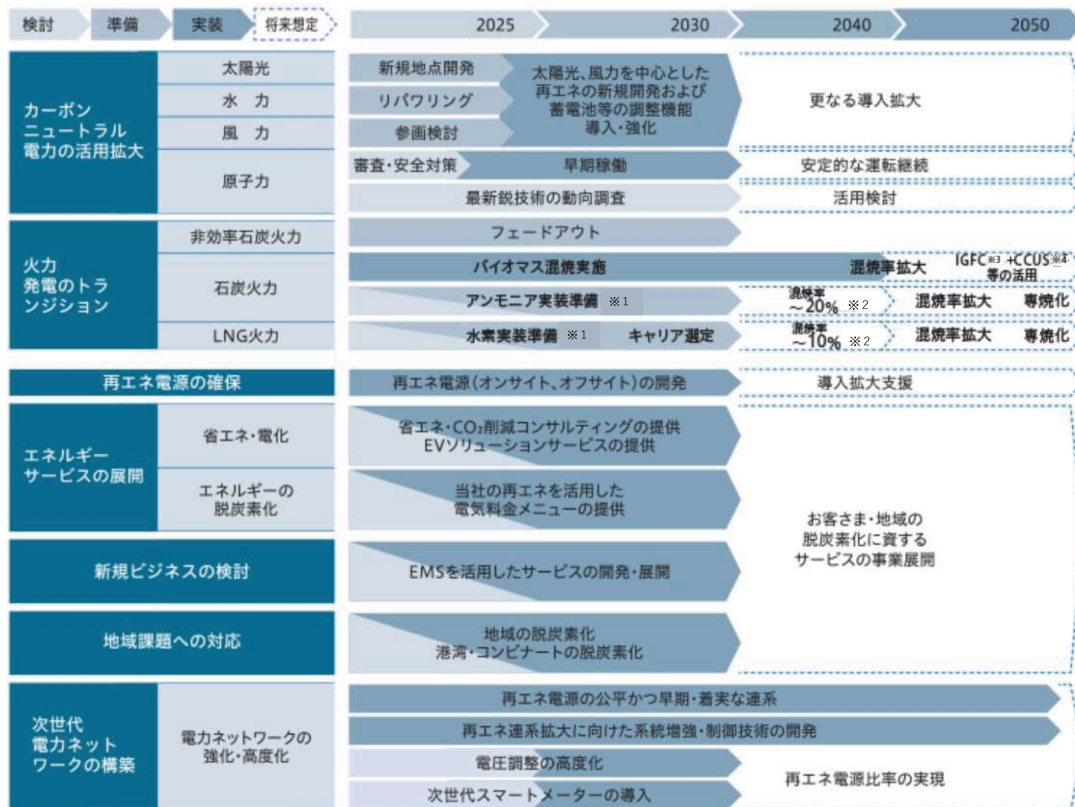 検討
準備
実装
将来想定
2025
2030
2040
2050
カーボン
ニュートラル
電力の活用拡大
太陽光
水 力
風 力
原子力
新規地点開発
リパワリング
参画検討
太陽光、風力を中心とした
再エネの新規開発および
蓄電池等の調整機能
導入・強化
更なる導入拡大
審査・安全対策
早期稼働
安定的な運転継続
最新鋭技術の動向調査
活用検討
火力
発電のトラ
ンジション
非効率石炭火力
石炭火力
LNG火力
フェードアウト
バイオマス混焼実施
混焼率拡大
IGFC※3+CCUS※4
等の活用
アンモニア実装準備 ※1
混焼率
～20% ※2
混焼率拡大
専焼化
水素実装準備 ※1
キャリア選定
混焼率
～10% ※2
混焼率拡大
専焼化
再エネ電源の確保
再エネ電源(オンサイト、オフサイト)の開発
導入拡大支援
エネルギー
サービスの展開
省エネ・電化
省エネ・CO₂削減コンサルティングの提供
EVソリューションサービスの提供
エネルギーの
脱炭素化
当社の再エネを活用した
電気料金メニューの提供
お客さま・地域の
脱炭素化に資する
サービスの事業展開
新規ビジネスの検討
EMSを活用したサービスの開発・展開
地域課題への対応
地域の脱炭素化
港湾・コンビナートの脱炭素化
次世代
電力ネット
ワークの構築
電力ネットワークの
強化・高度化
再エネ電源の公平かつ早期・着実な連系
再エネ連系拡大に向けた系統増強・制御技術の開発
電圧調整の高度化
次世代スマートメーターの導入
再エネ電源比率の実現